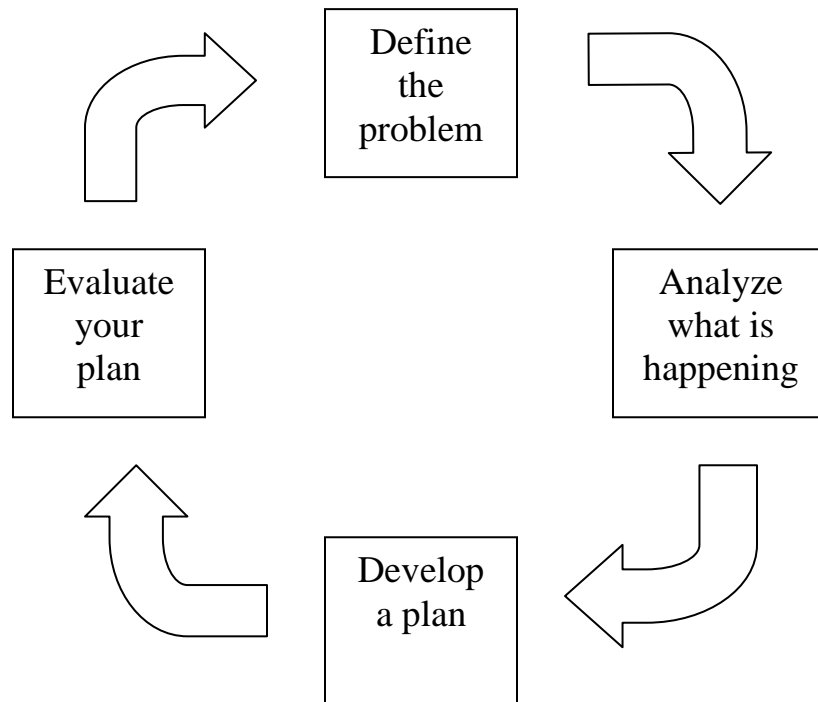 Define
the
problem
Analyze
what is
happening
Develop
a plan
Evaluate
your
plan